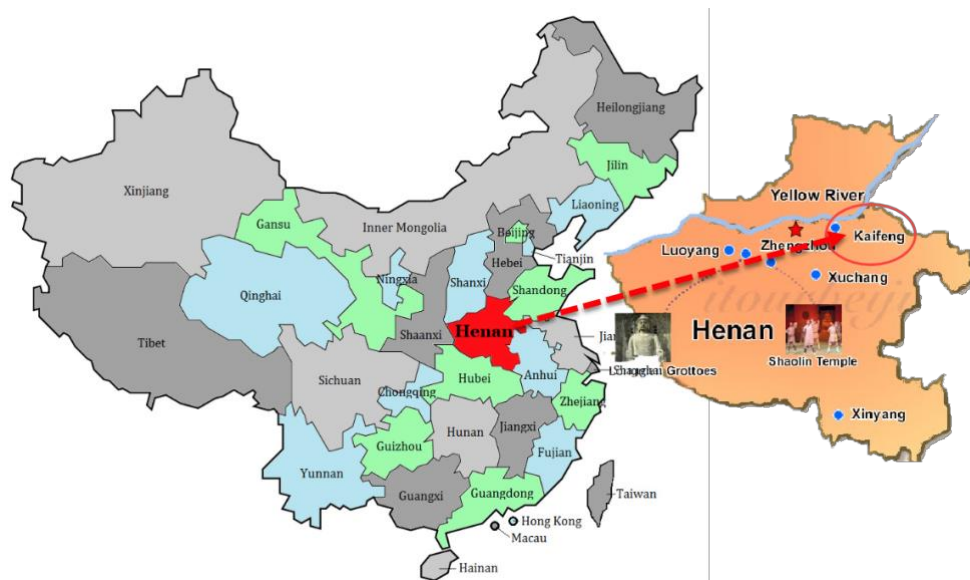 Heilongjiang
Jilin
Xinjiang
Liaoning
Gansu
Inner Mongolia
Beijing
Tianjin
Hebei
Ningxia
Shanxi
Shandong
Qinghai
Shaanxi
Henan
Tibet
Sichuan
Chongqing
Hubei
Anhui
Zhejiang
Hunan
Jiangxi
Guizhou
Fujian
Yunnan
Guangxi
Guangdong
Taiwan
Hong Kong
Macau
Hainan
Yellow River
Kaifeng
Luoyang
Zhengzhou
Xuchang
Henan
Shaolin Temple
Grottoes
Xinyang